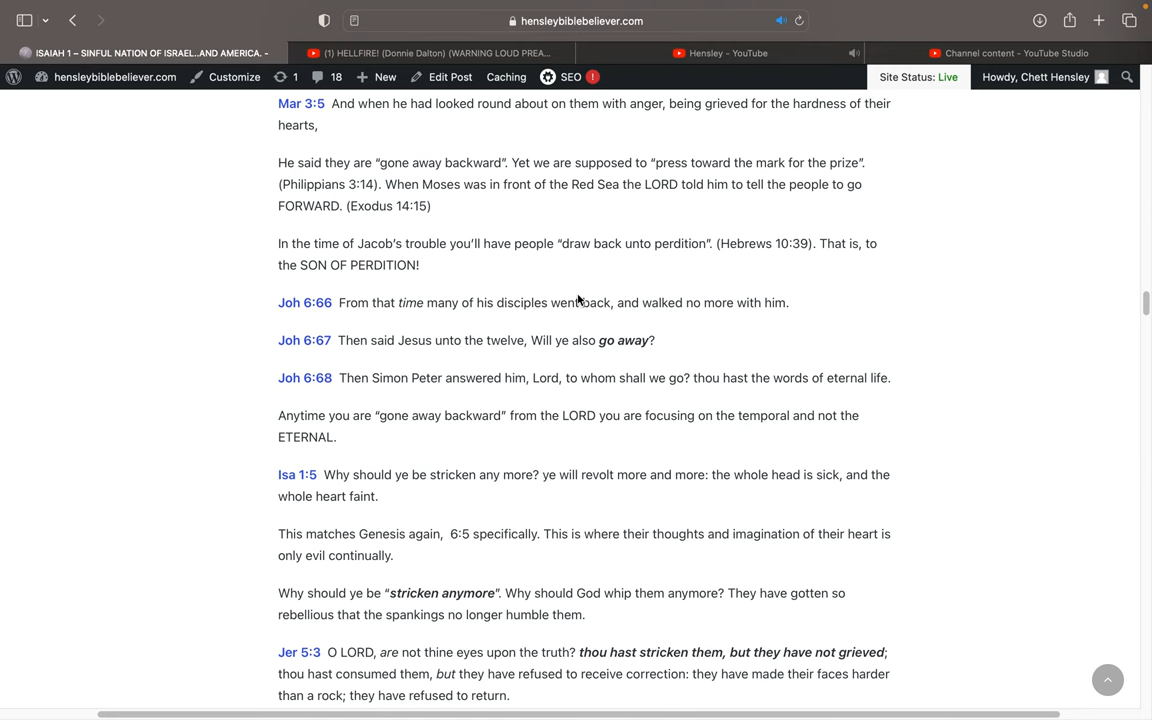 hensleybiblebeliever.com
ISAIAH 1 – SINFUL NATION OF ISRAEL..AND AMERICA. -
(1) HELLFIRE! (Donnie Dalton) (WARNING LOUD PREA...
Hensley - YouTube
Channel content - YouTube Studio
hensleybiblebeliever.com Customize 1 18 New Edit Post Caching SEO ! Site Status: Live Howdy, Chett Hensley
Mar 3:5 And when he had looked round about on them with anger, being grieved for the hardness of their
hearts,
He said they are “gone away backward”. Yet we are supposed to “press toward the mark for the prize”.
(Philippians 3:14). When Moses was in front of the Red Sea the LORD told him to tell the people to go
FORWARD. (Exodus 14:15)
In the time of Jacob’s trouble you’ll have people “draw back unto perdition”. (Hebrews 10:39). That is, to
the SON OF PERDITION!
Joh 6:66 From that time many of his disciples went back, and walked no more with him.
Joh 6:67 Then said Jesus unto the twelve, Will ye also go away?
Joh 6:68 Then Simon Peter answered him, Lord, to whom shall we go? thou hast the words of eternal life.
Anytime you are “gone away backward” from the LORD you are focusing on the temporal and not the
ETERNAL.
Isa 1:5 Why should ye be stricken any more? ye will revolt more and more: the whole head is sick, and the
whole heart faint.
This matches Genesis again, 6:5 specifically. This is where their thoughts and imagination of their heart is
only evil continually.
Why should ye be “stricken anymore”. Why should God whip them anymore? They have gotten so
rebellious that the spankings no longer humble them.
Jer 5:3 O LORD, are not thine eyes upon the truth? thou hast stricken them, but they have not grieved;
thou hast consumed them, but they have refused to receive correction: they have made their faces harder
than a rock; they have refused to return.